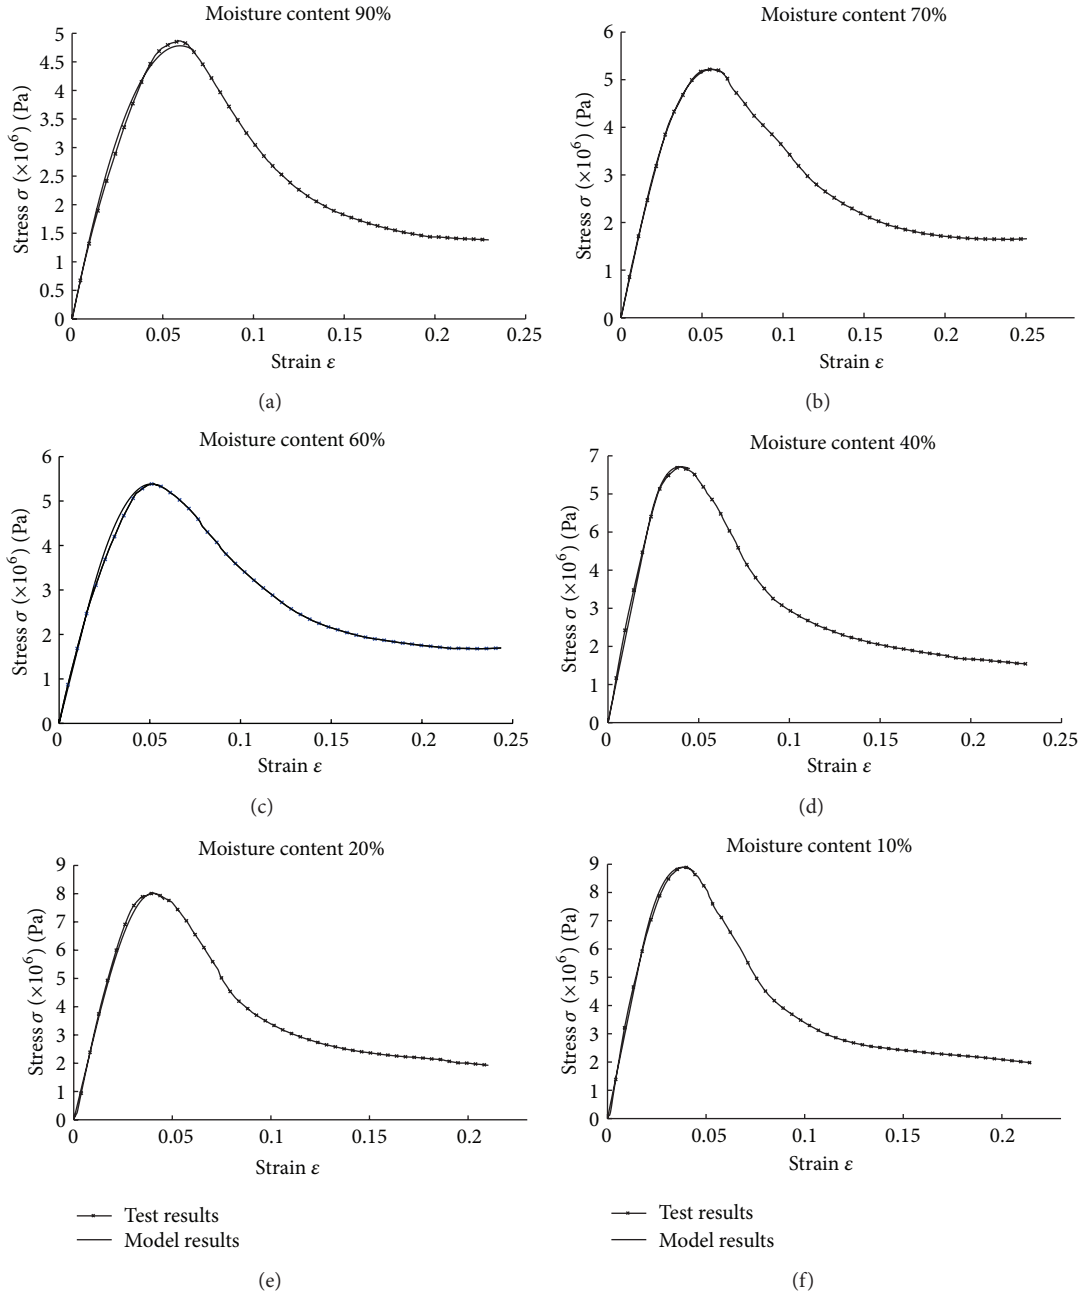 Moisture content 90%
5
4.5
4
3.5
3
2.5
2
1.5
1
0.5
0
Stress σ (×10⁶) (Pa)
0 0.05 0.1 0.15 0.2 0.25
Strain ε
(a)
Moisture content 70%
6
5
4
3
2
1
0
Stress σ (×10⁶) (Pa)
0 0.05 0.1 0.15 0.2 0.25
Strain ε
(b)
Moisture content 60%
6
5
4
3
2
1
0
Stress σ (×10⁶) (Pa)
0 0.05 0.1 0.15 0.2 0.25
Strain ε
(c)
Moisture content 40%
7
5
6
4
3
2
1
0
Stress σ (×10⁶) (Pa)
0 0.05 0.1 0.15 0.2 0.25
Strain ε
(d)
Moisture content 20%
9
8
7
6
5
4
3
2
1
0
Stress σ (×10⁶) (Pa)
0 0.05 0.1 0.15 0.2
Strain ε
Test results
Model results
(e)
Moisture content 10%
9
8
7
6
5
4
3
2
1
0
Stress σ (×10⁶) (Pa)
0 0.05 0.1 0.15 0.2
Strain ε
Test results
Model results
(f)